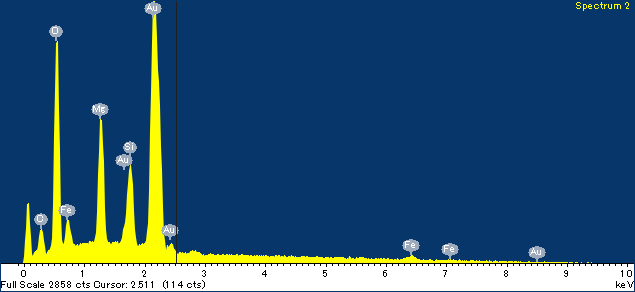 Spectrum 2
Au
O
Mg
Si
Au
Fe
Au
Fe
Fe
Au
0 1 2 3 4 5 6 7 8 9 10
Full Scale 2858 cts Cursor: 2.511 (114 cts) keV